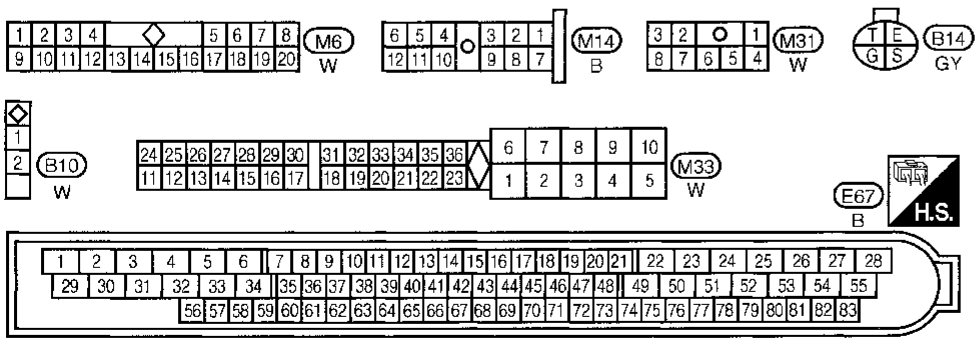 1 2 3 4 5 6 7 8
9 10 11 12 13 14 15 16 17 18 19 20
M6
W
6 5 4 3 2 1
12 11 10 9 8 7
M14
B
3 2 1
8 7 6 5 4
M31
W
T E
G S
B14
GY
1
2
B10
W
24 25 26 27 28 29 30 31 32 33 34 35 36
11 12 13 14 15 16 17 18 19 20 21 22 23
6 7 8 9 10
1 2 3 4 5
M33
W
E67
B
H.S.
1 2 3 4 5 6 7 8 9 10 11 12 13 14 15 16 17 18 19 20 21 22 23 24 25 26 27 28
29 30 31 32 33 34 35 36 37 38 39 40 41 42 43 44 45 46 47 48 49 50 51 52 53 54 55
56 57 58 59 60 61 62 63 64 65 66 67 68 69 70 71 72 73 74 75 76 77 78 79 80 81 82 83